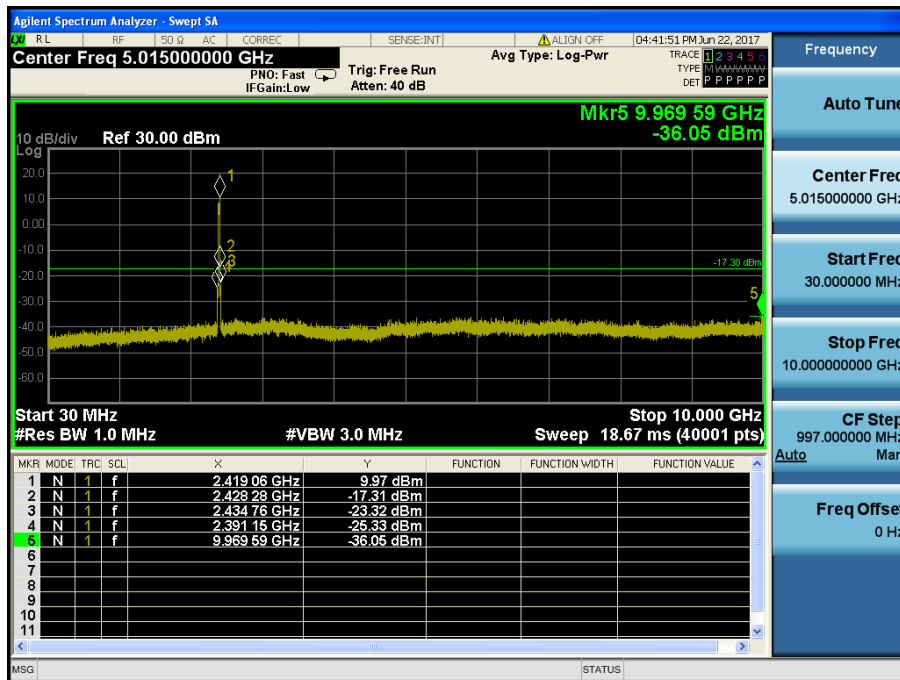 Agilent Spectrum Analyzer - Swept SA
LXI RL RF 50 Ω AC CORREC SENSE:INT ALIGN OFF 04:41:51 PM Jun 22, 2017
Center Freq 5.015000000 GHz
PNO: Fast
IFGain:Low
Trig: Free Run
Atten: 40 dB
Avg Type: Log-Pwr
TRACE 1 2 3 4 5 6
TYPE MWWWWW
DET P P P P P P
Mkr5 9.969 59 GHz
-36.05 dBm
10 dB/div Ref 30.00 dBm
Log
20.0
10.0
0.00
-10.0
-20.0
-30.0
-40.0
-50.0
-60.0
1
2
3
4
5
-17.38 dBm
Start 30 MHz Stop 10.000 GHz
#Res BW 1.0 MHz #VBW 3.0 MHz Sweep 18.67 ms (40001 pts)
MKR MODE TRC SCL X Y FUNCTION FUNCTION WIDTH FUNCTION VALUE
1 N 1 f 2.419 06 GHz 9.97 dBm
2 N 1 f 2.428 28 GHz -17.31 dBm
3 N 1 f 2.434 76 GHz -23.32 dBm
4 N 1 f 2.391 15 GHz -25.33 dBm
5 N 1 f 9.969 59 GHz -36.05 dBm
6
7
8
9
10
11
MSG STATUS
Frequency
Auto Tune
Center Freq
5.015000000 GHz
Start Freq
30.000000 MHz
Stop Freq
10.000000000 GHz
CF Step
997.000000 MHz
Auto Man
Freq Offset
0 Hz